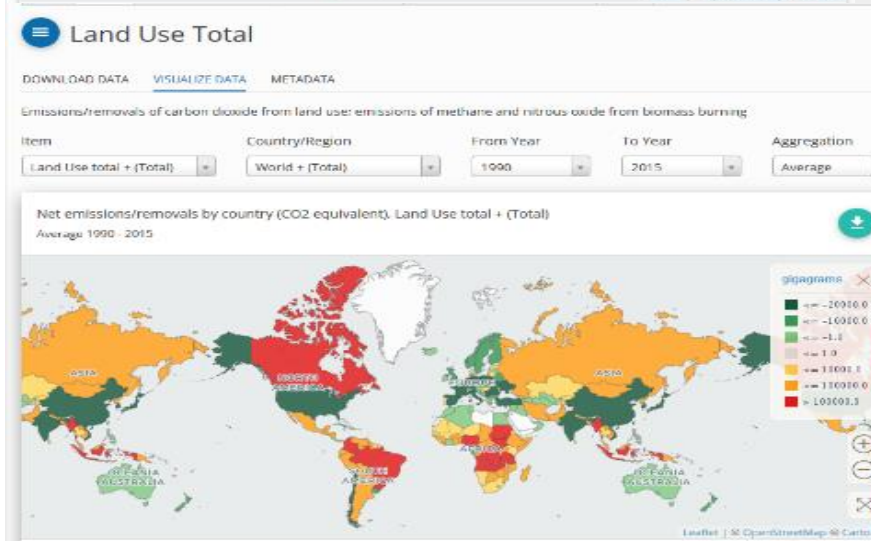 Land Use Total
DOWNLOAD DATA VISUALIZE DATA METADATA
Emissions/removals of carbon dioxide from land use: emissions of methane and nitrous oxide from biomass burning
Item Country/Region From Year To Year Aggregation
Land Use total + (Total) World + (Total) 1990 2015 Average
Net emissions/removals by country (CO2 equivalent), Land Use total + (Total)
Average 1990 - 2015
gigagrams
<= -20000.0
<= -10000.0
<= -1.0
<= 1.0
<= 10000.0
<= 100000.0
> 100000.0
ASIA NORTH AMERICA EUROPE ASIA
AFRICA
OCEANIA AUSTRALIA SOUTH AMERICA OCEANIA AUSTRALIA
Leaflet | © OpenStreetMap © Carto